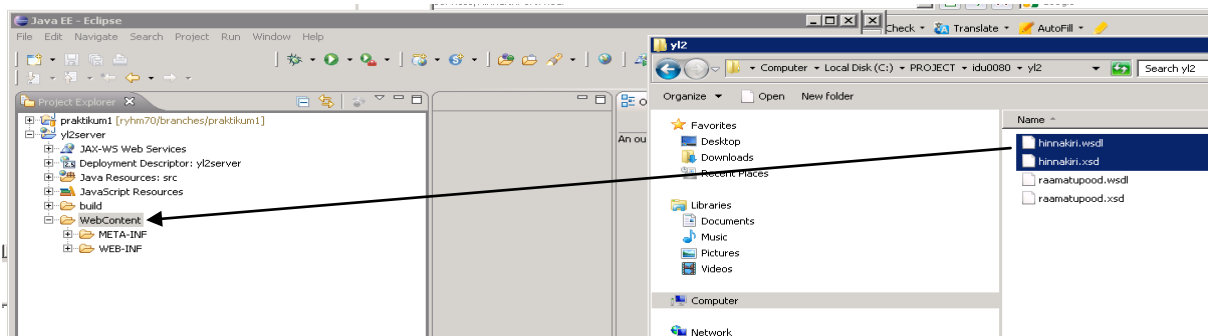 Java EE - Eclipse
File Edit Navigate Search Project Run Window Help
Check Translate AutoFill
Project Explorer
praktikum1 [ryhm70/branches/praktikum1]
yl2server
JAX-WS Web Services
Deployment Descriptor: yl2server
Java Resources: src
JavaScript Resources
build
WebContent
META-INF
WEB-INF
An ou
yl2
Computer Local Disk (C:) PROJECT idu0080 yl2 Search yl2
Organize Open New folder
Favorites
Desktop
Downloads
Recent Places
Libraries
Documents
Music
Pictures
Videos
Computer
Network
Name
hinnakiri.wsdl
hinnakiri.xsd
raamatupood.wsdl
raamatupood.xsd